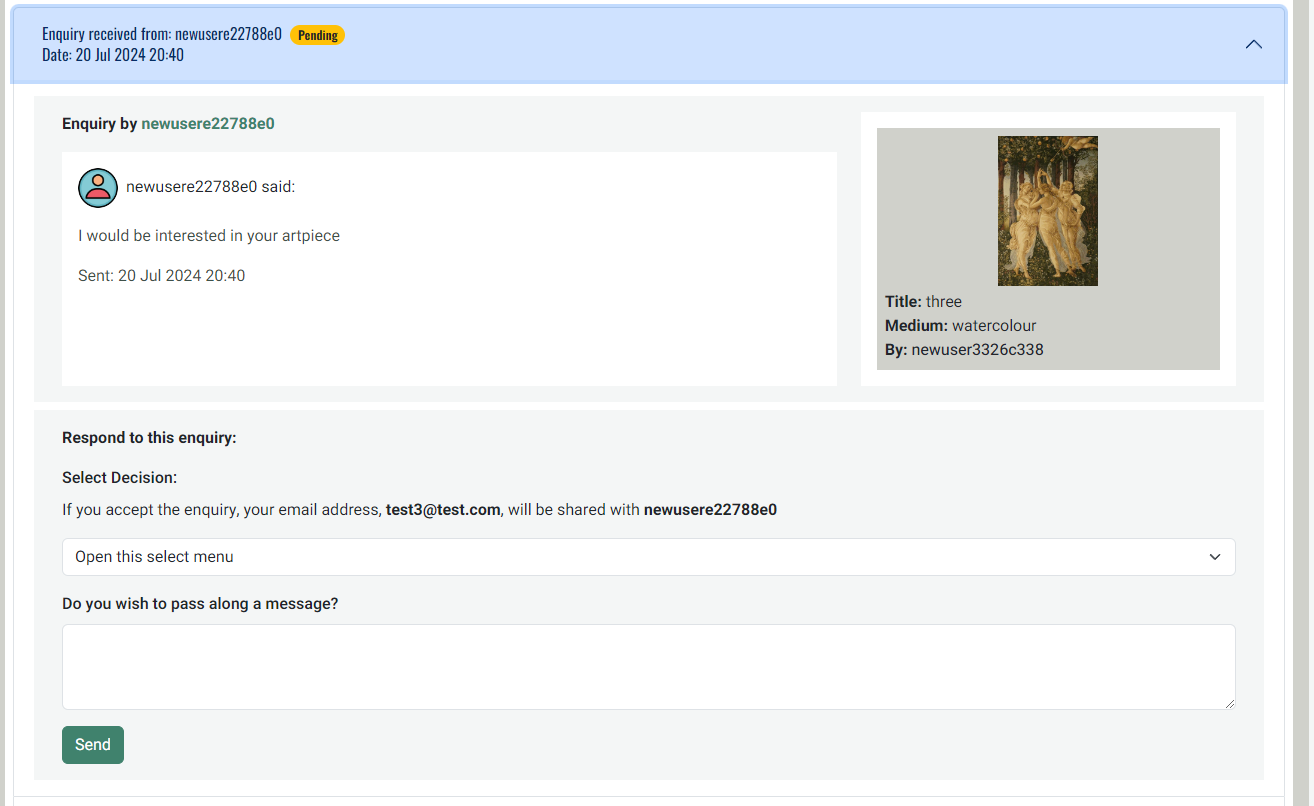 Enquiry received from: newusere22788e0 Pending
Date: 20 Jul 2024 20:40
Enquiry by newusere22788e0
newusere22788e0 said:
I would be interested in your artpiece
Sent: 20 Jul 2024 20:40
Title: three
Medium: watercolour
By: newuser3326c338
Respond to this enquiry:
Select Decision:
If you accept the enquiry, your email address, test3@test.com, will be shared with newusere22788e0
Open this select menu
Do you wish to pass along a message?
Send